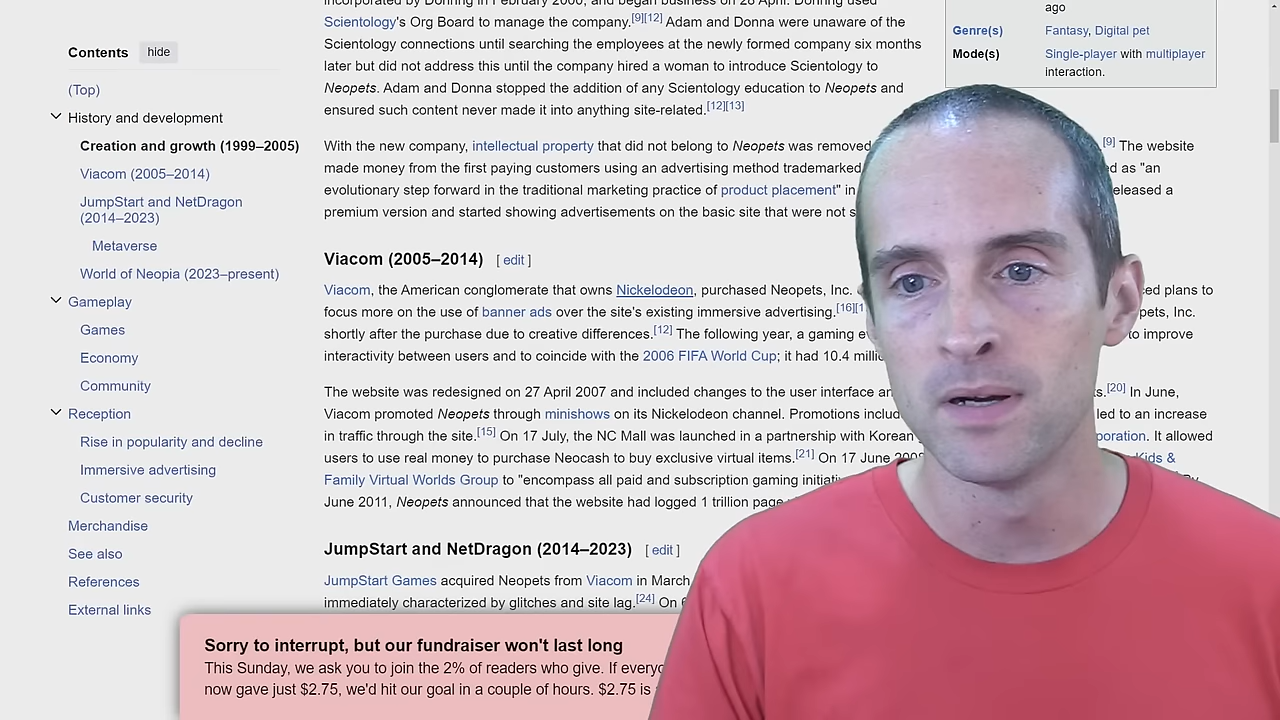 incorporated by Dohring in February 2000, and began business on 28 April. Dohring used
Scientology's Org Board to manage the company.[9][12] Adam and Donna were unaware of the
Scientology connections until searching the employees at the newly formed company six months
later but did not address this until the company hired a woman to introduce Scientology to
Neopets. Adam and Donna stopped the addition of any Scientology education to Neopets and
ensured such content never made it into anything site-related.[12][13]
ago
Genre(s) Fantasy, Digital pet
Mode(s) Single-player with multiplayer
interaction.
Contents hide
(Top)
History and development
Creation and growth (1999–2005)
Viacom (2005–2014)
JumpStart and NetDragon
(2014–2023)
Metaverse
World of Neopia (2023–present)
Gameplay
Games
Economy
Community
Reception
Rise in popularity and decline
Immersive advertising
Customer security
Merchandise
See also
References
External links
With the new company, intellectual property that did not belong to Neopets was removed [9] The website
made money from the first paying customers using an advertising method trademarked as "an
evolutionary step forward in the traditional marketing practice of product placement" in eleased a
premium version and started showing advertisements on the basic site that were not s
Viacom (2005–2014) [ edit ]
Viacom, the American conglomerate that owns Nickelodeon, purchased Neopets, Inc. ced plans to
focus more on the use of banner ads over the site's existing immersive advertising.[16][1 pets, Inc.
shortly after the purchase due to creative differences.[12] The following year, a gaming e to improve
interactivity between users and to coincide with the 2006 FIFA World Cup; it had 10.4 millio
The website was redesigned on 27 April 2007 and included changes to the user interface an s.[20] In June,
Viacom promoted Neopets through minishows on its Nickelodeon channel. Promotions includ led to an increase
in traffic through the site.[15] On 17 July, the NC Mall was launched in a partnership with Korean poration. It allowed
users to use real money to purchase Neocash to buy exclusive virtual items.[21] On 17 June 2008 Kids &
Family Virtual Worlds Group to "encompass all paid and subscription gaming initiati By
June 2011, Neopets announced that the website had logged 1 trillion page
JumpStart and NetDragon (2014–2023) [ edit ]
JumpStart Games acquired Neopets from Viacom in March
immediately characterized by glitches and site lag.[24] On
Sorry to interrupt, but our fundraiser won't last long
This Sunday, we ask you to join the 2% of readers who give. If everyo
now gave just $2.75, we'd hit our goal in a couple of hours. $2.75 is